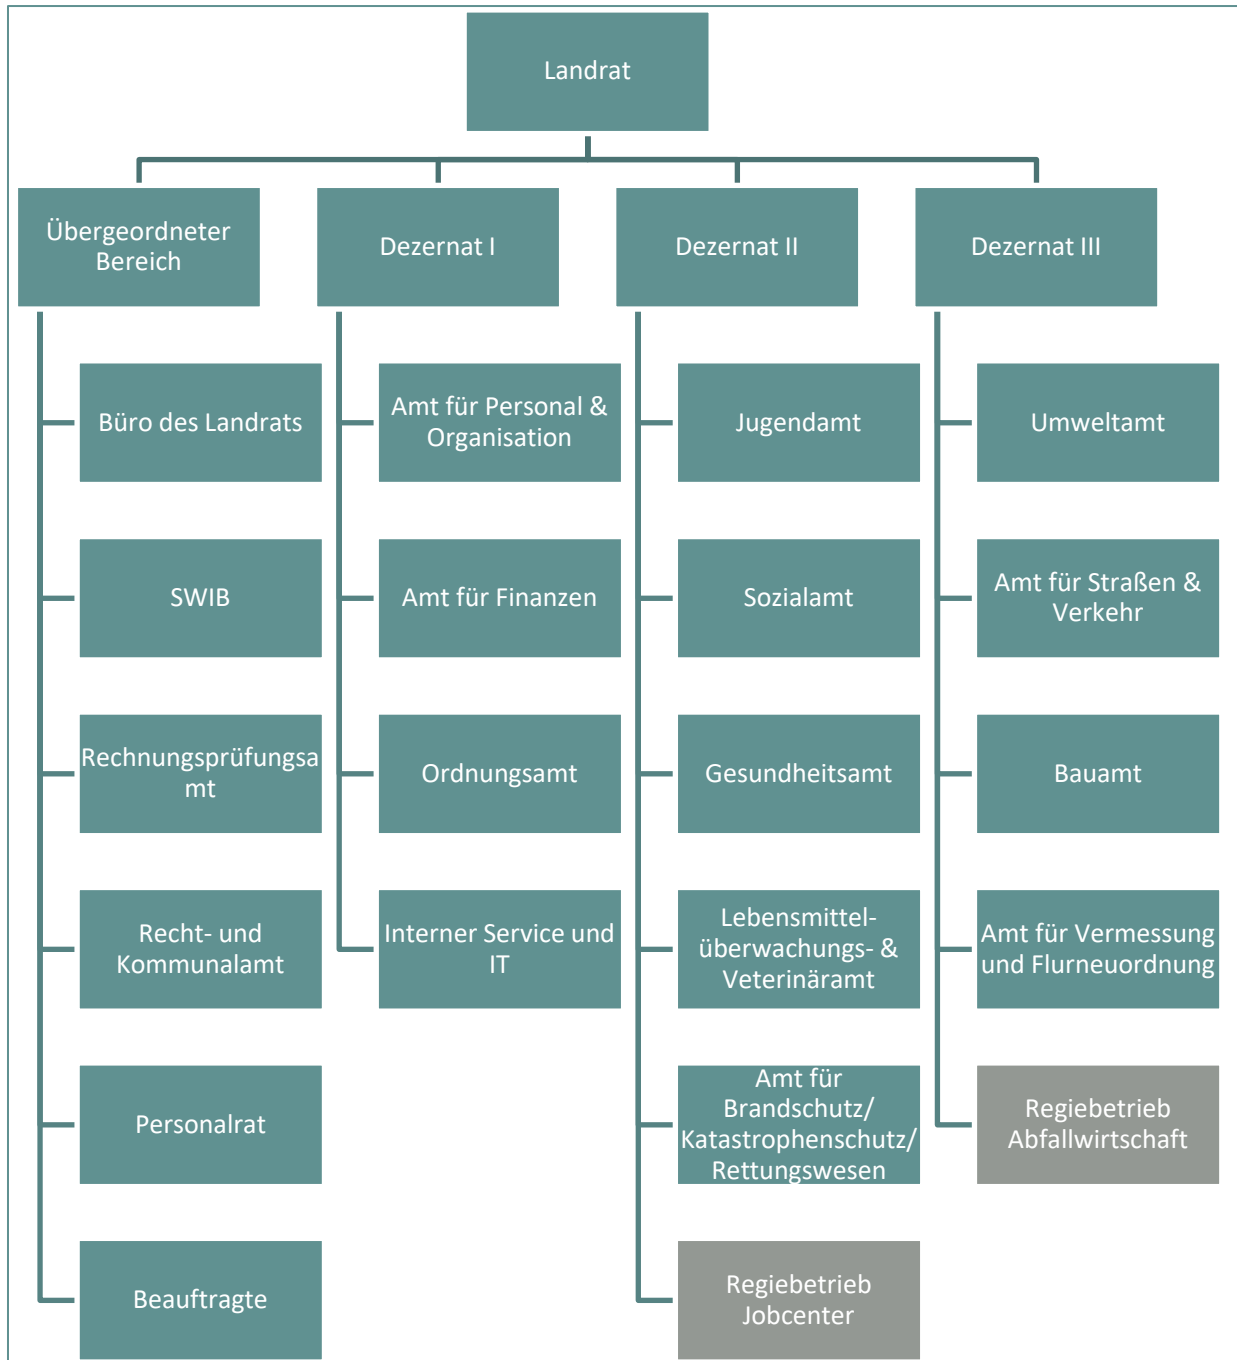 Landrat
Übergeordneter
Bereich
Dezernat I
Dezernat II
Dezernat III
Büro des Landrats
SWIB
Rechnungsprüfungsa
mt
Recht- und
Kommunalamt
Personalrat
Beauftragte
Amt für Personal &
Organisation
Amt für Finanzen
Ordnungsamt
Interner Service und
IT
Jugendamt
Sozialamt
Gesundheitsamt
Lebensmittel-
überwachungs- &
Veterinäramt
Amt für
Brandschutz/
Katastrophenschutz/
Rettungswesen
Regiebetrieb
Jobcenter
Umweltamt
Amt für Straßen &
Verkehr
Bauamt
Amt für Vermessung
und Flurneuordnung
Regiebetrieb
Abfallwirtschaft